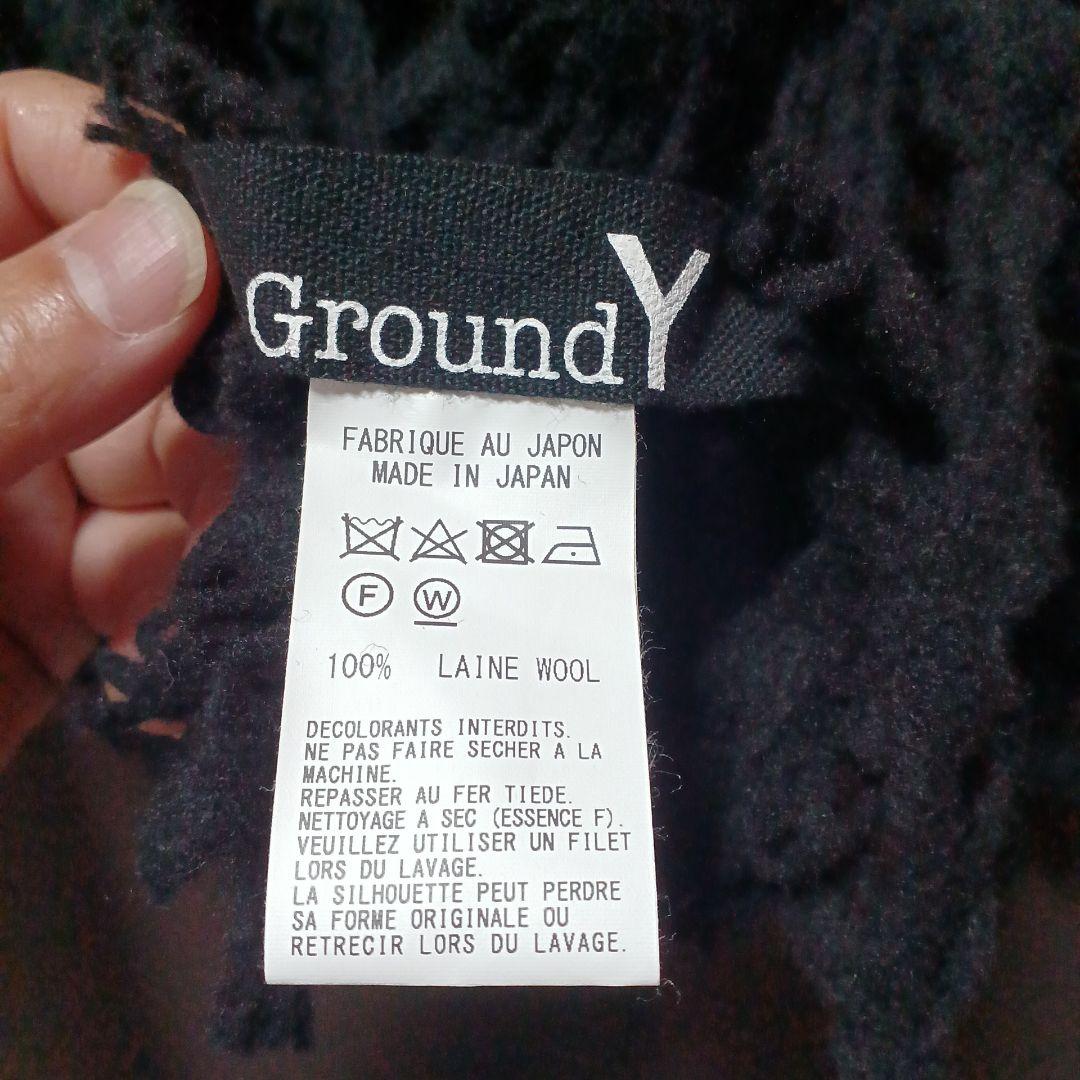 GroundY
FABRIQUE AU JAPON
MADE IN JAPAN
F W
100% LAINE WOOL
DECOLORANTS INTERDITS.
NE PAS FAIRE SECHER A LA
MACHINE.
REPASSER AU FER TIEDE.
NETTOYAGE A SEC (ESSENCE F).
VEUILLEZ UTILISER UN FILET
LORS DU LAVAGE.
LA SILHOUETTE PEUT PERDRE
SA FORME ORIGINALE OU
RETRECIR LORS DU LAVAGE.